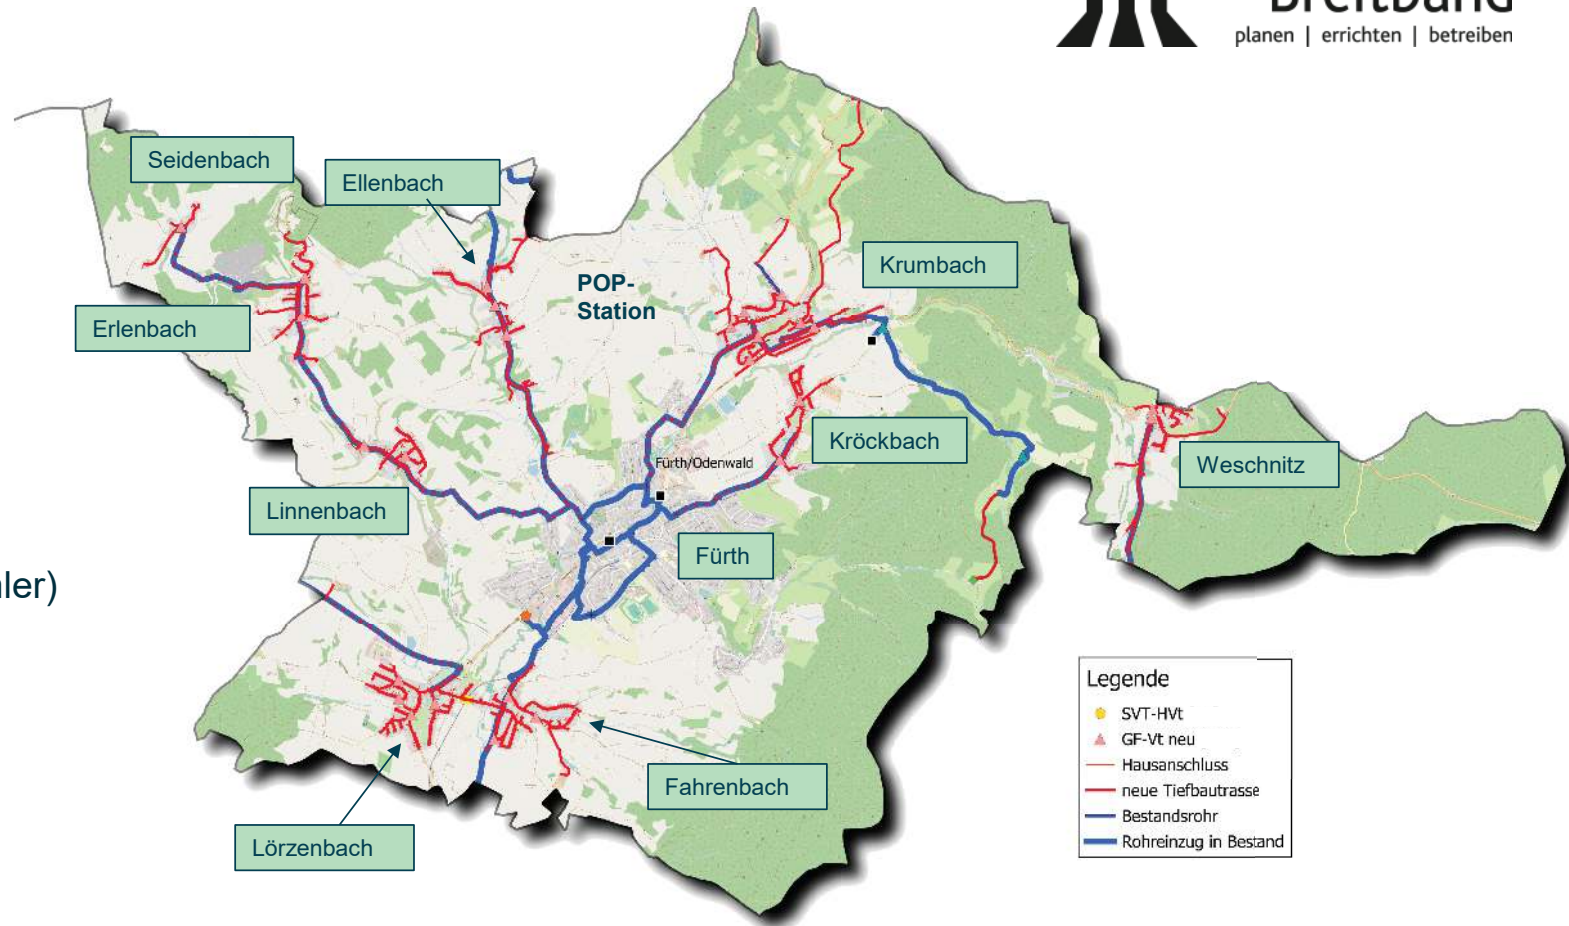 Breitband
planen | errichten | betreiben
Seidenbach
Ellenbach
POP-
Station
Krumbach
Erlenbach
Kröckbach
Fürth/Odenwald
Weschnitz
Linnenbach
Fürth
ler)
Fahrenbach
Lörzenbach
Legende
SVT-HVt
GF-Vt neu
Hausanschluss
neue Tiefbautrasse
Bestandsrohr
Rohreinzug in Bestand